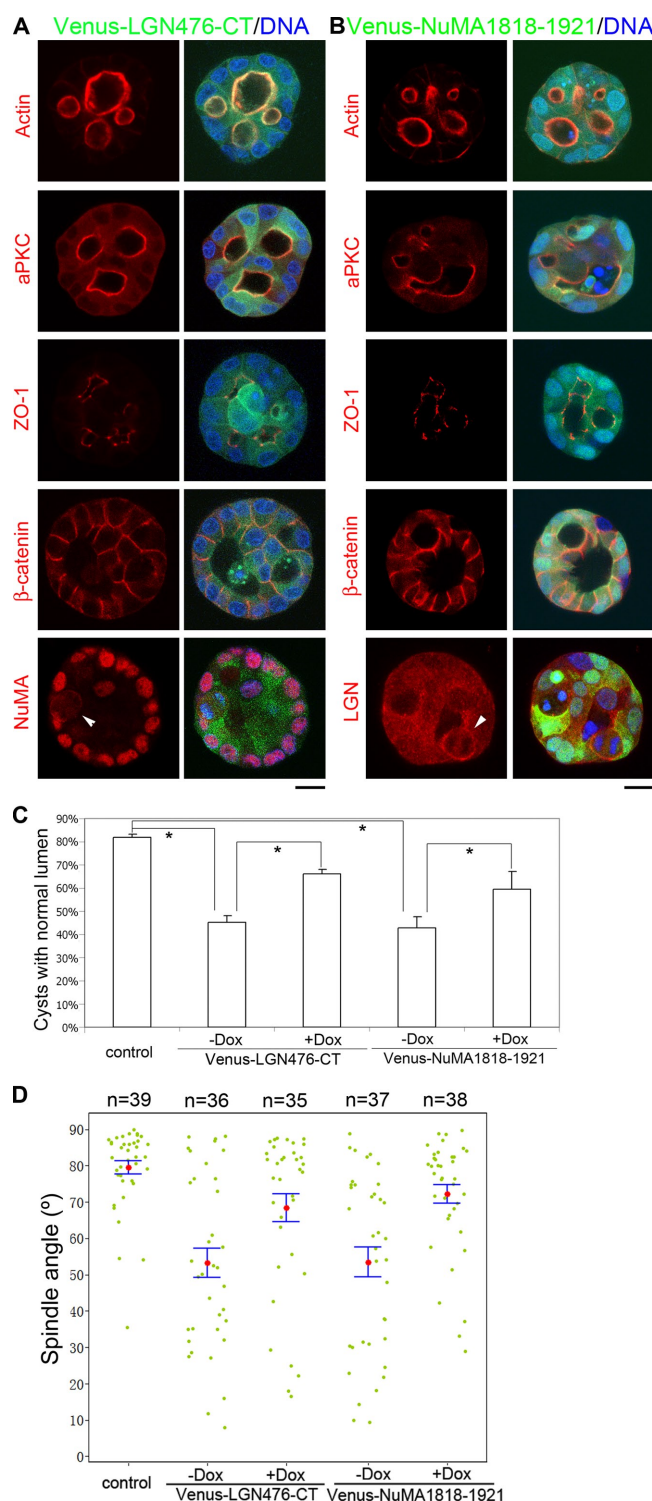 A Venus-LGN476-CT/DNA
B Venus-NuMA1818-1921/DNA
Actin
aPKC
ZO-1
β-catenin
NuMA
Actin
aPKC
ZO-1
β-catenin
LGN
C
Cysts with normal lumen
90%
80%
70%
60%
50%
40%
30%
20%
10%
0%
* * * *
control -Dox +Dox -Dox +Dox
Venus-LGN476-CT Venus-NuMA1818-1921
D
n=39 n=36 n=35 n=37 n=38
Spindle angle (º)
90
80
70
60
50
40
30
20
10
0
control -Dox +Dox -Dox +Dox
Venus-LGN476-CT Venus-NuMA1818-1921